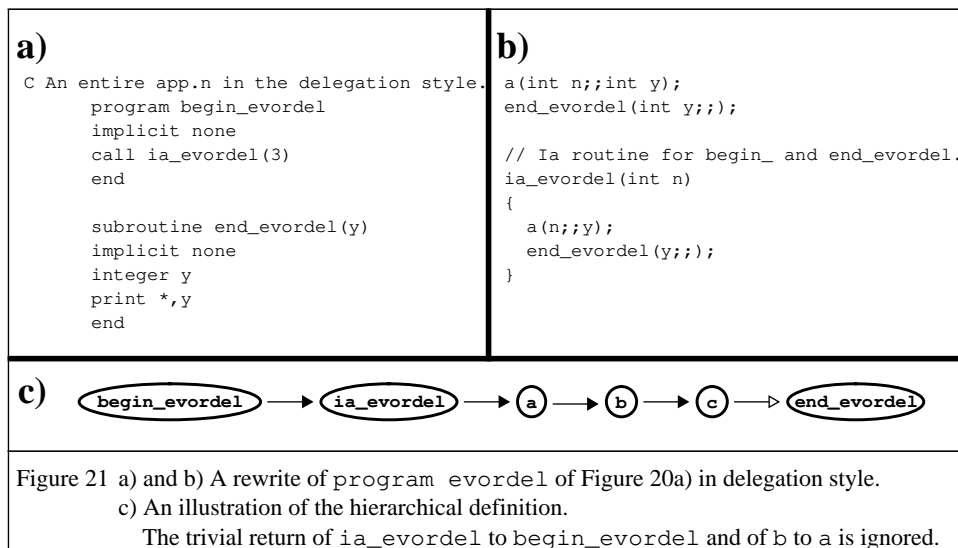 a)
C An entire app.n in the delegation style.
program begin_evordel
implicit none
call ia_evordel(3)
end
subroutine end_evordel(y)
implicit none
integer y
print *,y
end
b)
a(int n;;int y);
end_evordel(int y;;);
// Ia routine for begin_ and end_evordel.
ia_evordel(int n)
{
a(n;;y);
end_evordel(y;;);
}
c)
begin_evordel ia_evordel a b c end_evordel
Figure 21 a) and b) A rewrite of program evordel of Figure 20a) in delegation style.
c) An illustration of the hierarchical definition.
The trivial return of ia_evordel to begin_evordel and of b to a is ignored.